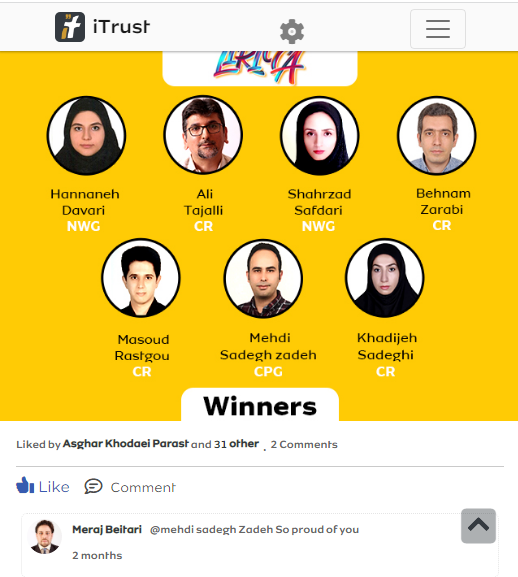 iTrust
Hannaneh
Davari
NWG
Ali
Tajalli
CR
Shahrzad
Safdari
NWG
Behnam
Zarabi
CR
Masoud
Rastgou
CR
Mehdi
Sadegh zadeh
CPG
Khadijeh
Sadeghi
CR
Winners
Liked by Asghar Khodaei Parast and 31 other . 2 Comments
Like Comment
Meraj Beitari @mehdi sadegh Zadeh So proud of you
2 months